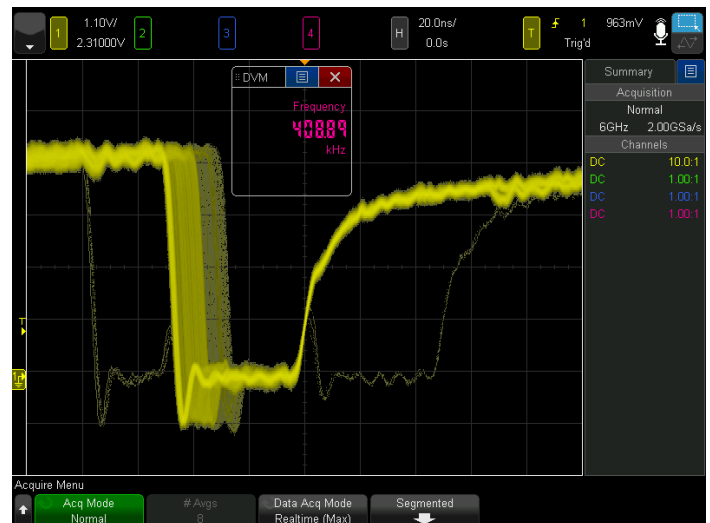 1
1.10V/
2.31000V
2
3
4
H
20.0ns/
0.0s
T
1
963mV
Trig'd
DVM
Frequency
408.89
kHz
Summary
Acquisition
Normal
6GHz 2.00GSa/s
Channels
DC 10.0:1
DC 1.00:1
DC 1.00:1
DC 1.00:1
T
Acquire Menu
Acq Mode
Normal
# Avgs
8
Data Acq Mode
Realtime (Max)
Segmented